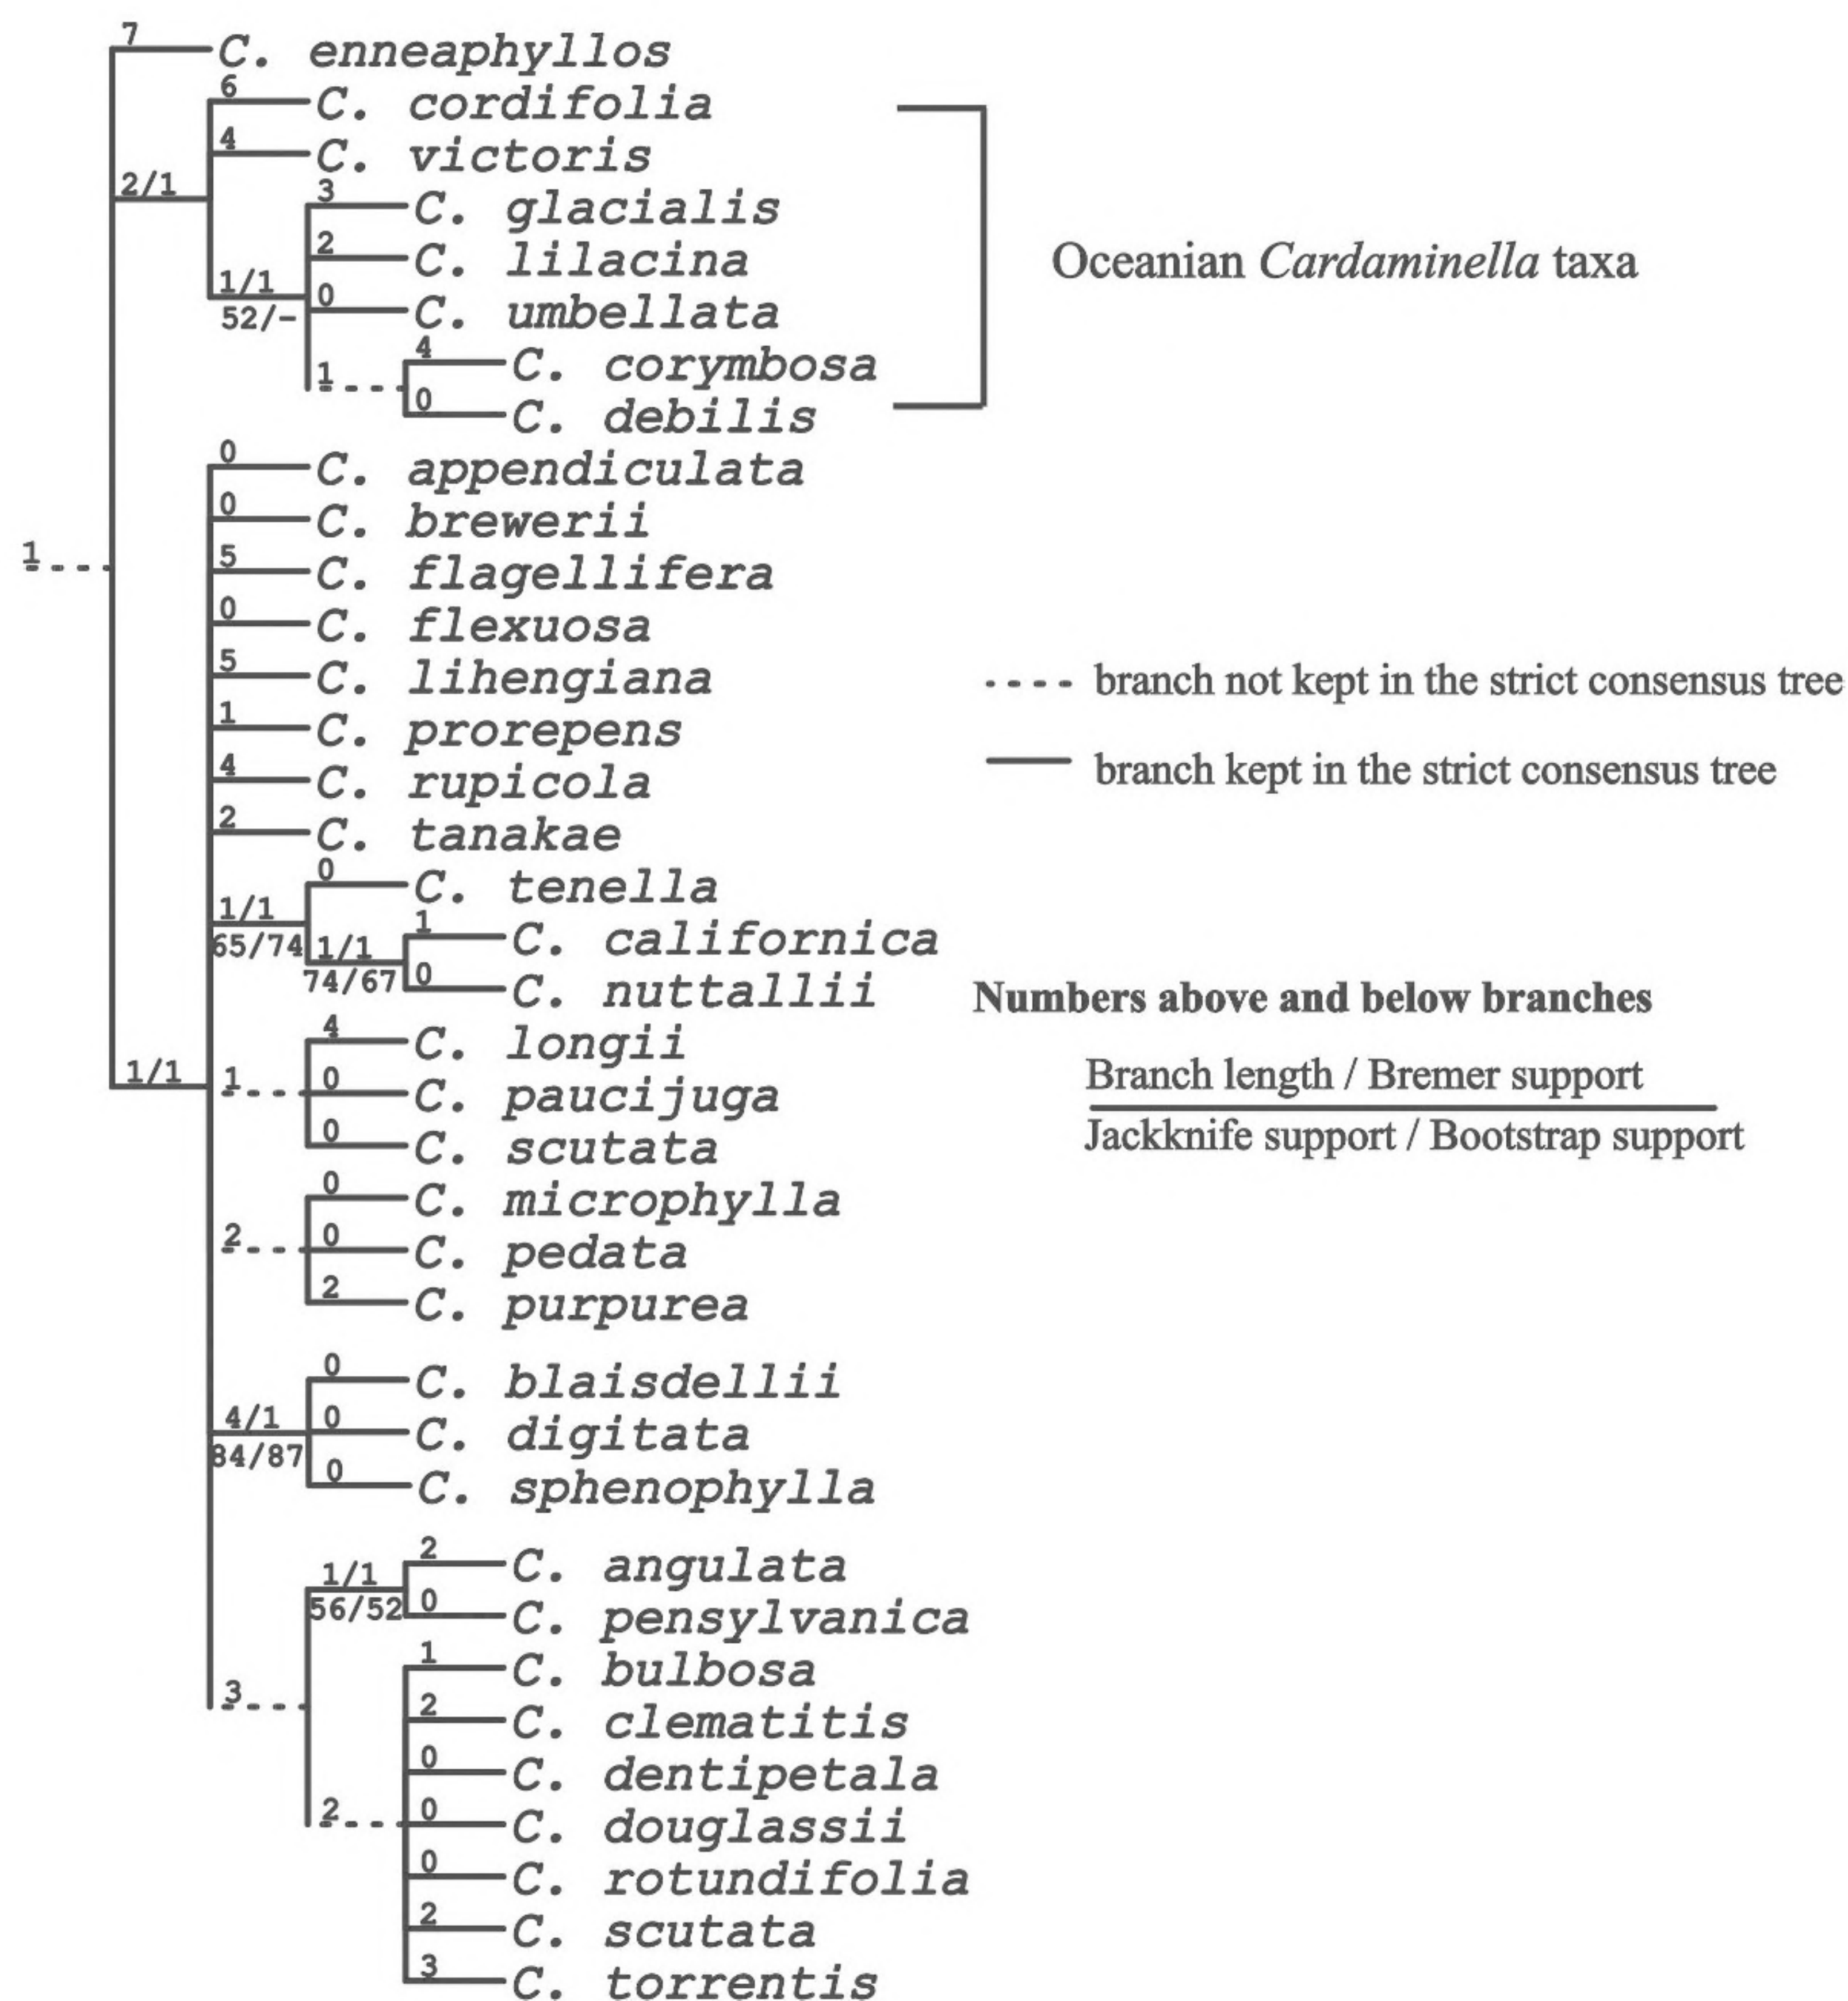 7
C. enneaphyllos
6
C. cordifolia
4
C. victoris
2/1
3
C. glacialis
2
C. lilacina
Oceanian Cardaminella taxa
1/1
0
C. umbellata
52/-
4
C. corymbosa
1
0
C. debilis
0
C. appendiculata
0
C. brewerii
1
5
C. flagellifera
0
C. flexuosa
5
C. lihengiana
branch not kept in the strict consensus tree
1
C. prorepens
4
C. rupicola
branch kept in the strict consensus tree
2
C. tanakae
0
C. tenella
1/1
65/74
1
C. californica
1/1
74/67
0
C. nuttallii
Numbers above and below branches
4
C. longii
1/1
1
0
C. paucijuga
Branch length / Bremer support
0
C. scutata
Jackknife support / Bootstrap support
0
C. microphylla
2
0
C. pedata
2
C. purpurea
0
C. blaisdellii
4/1
0
C. digitata
84/87
0
C. sphenophylla
2
C. angulata
1/1
56/52
0
C. pensylvanica
1
C. bulbosa
3
2
C. clematitis
0
C. dentipetala
2
0
C. douglassii
0
C. rotundifolia
2
C. scutata
3
C. torrentis